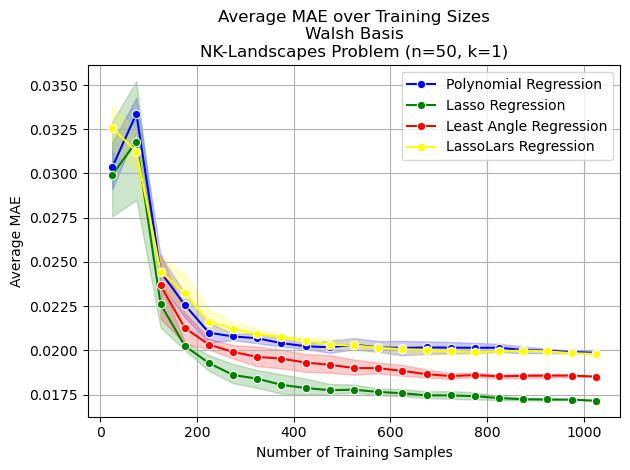 Average MAE over Training Sizes
Walsh Basis
NK-Landscapes Problem (n=50, k=1)
Polynomial Regression
Lasso Regression
Least Angle Regression
LassoLars Regression
Average MAE
0.0350
0.0325
0.0300
0.0275
0.0250
0.0225
0.0200
0.0175
0
200
400
600
800
1000
Number of Training Samples